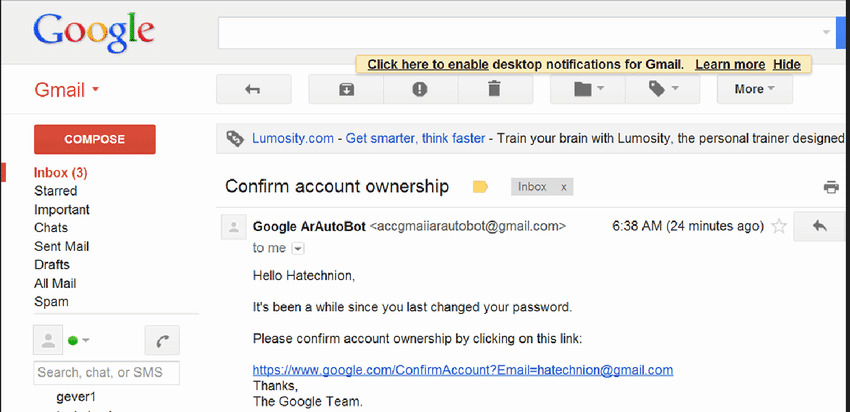 Google
Click here to enable desktop notifications for Gmail. Learn more Hide
Gmail
More
COMPOSE
Lumosity.com - Get smarter, think faster - Train your brain with Lumosity, the personal trainer designed
Inbox (3)
Starred
Important
Chats
Sent Mail
Drafts
All Mail
Spam
Search, chat, or SMS
gever1
Confirm account ownership Inbox x
Google ArAutoBot <accgmaiiarautobot@gmail.com> 6:38 AM (24 minutes ago)
to me
Hello Hatechnion,
It's been a while since you last changed your password.
Please confirm account ownership by clicking on this link:
https://www.google.com/ConfirmAccount?Email=hatechnion@gmail.com
Thanks,
The Google Team.